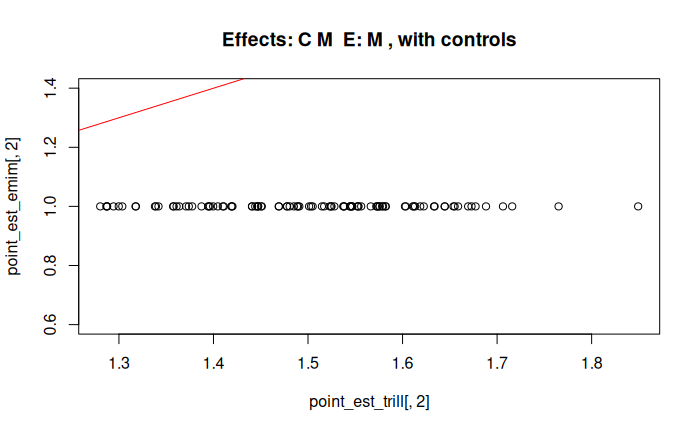 Effects: C M  E: M , with controls
point_est_emim[, 2]
1.4
1.2
1.0
0.8
0.6
1.3 1.4 1.5 1.6 1.7 1.8
point_est_trill[, 2]